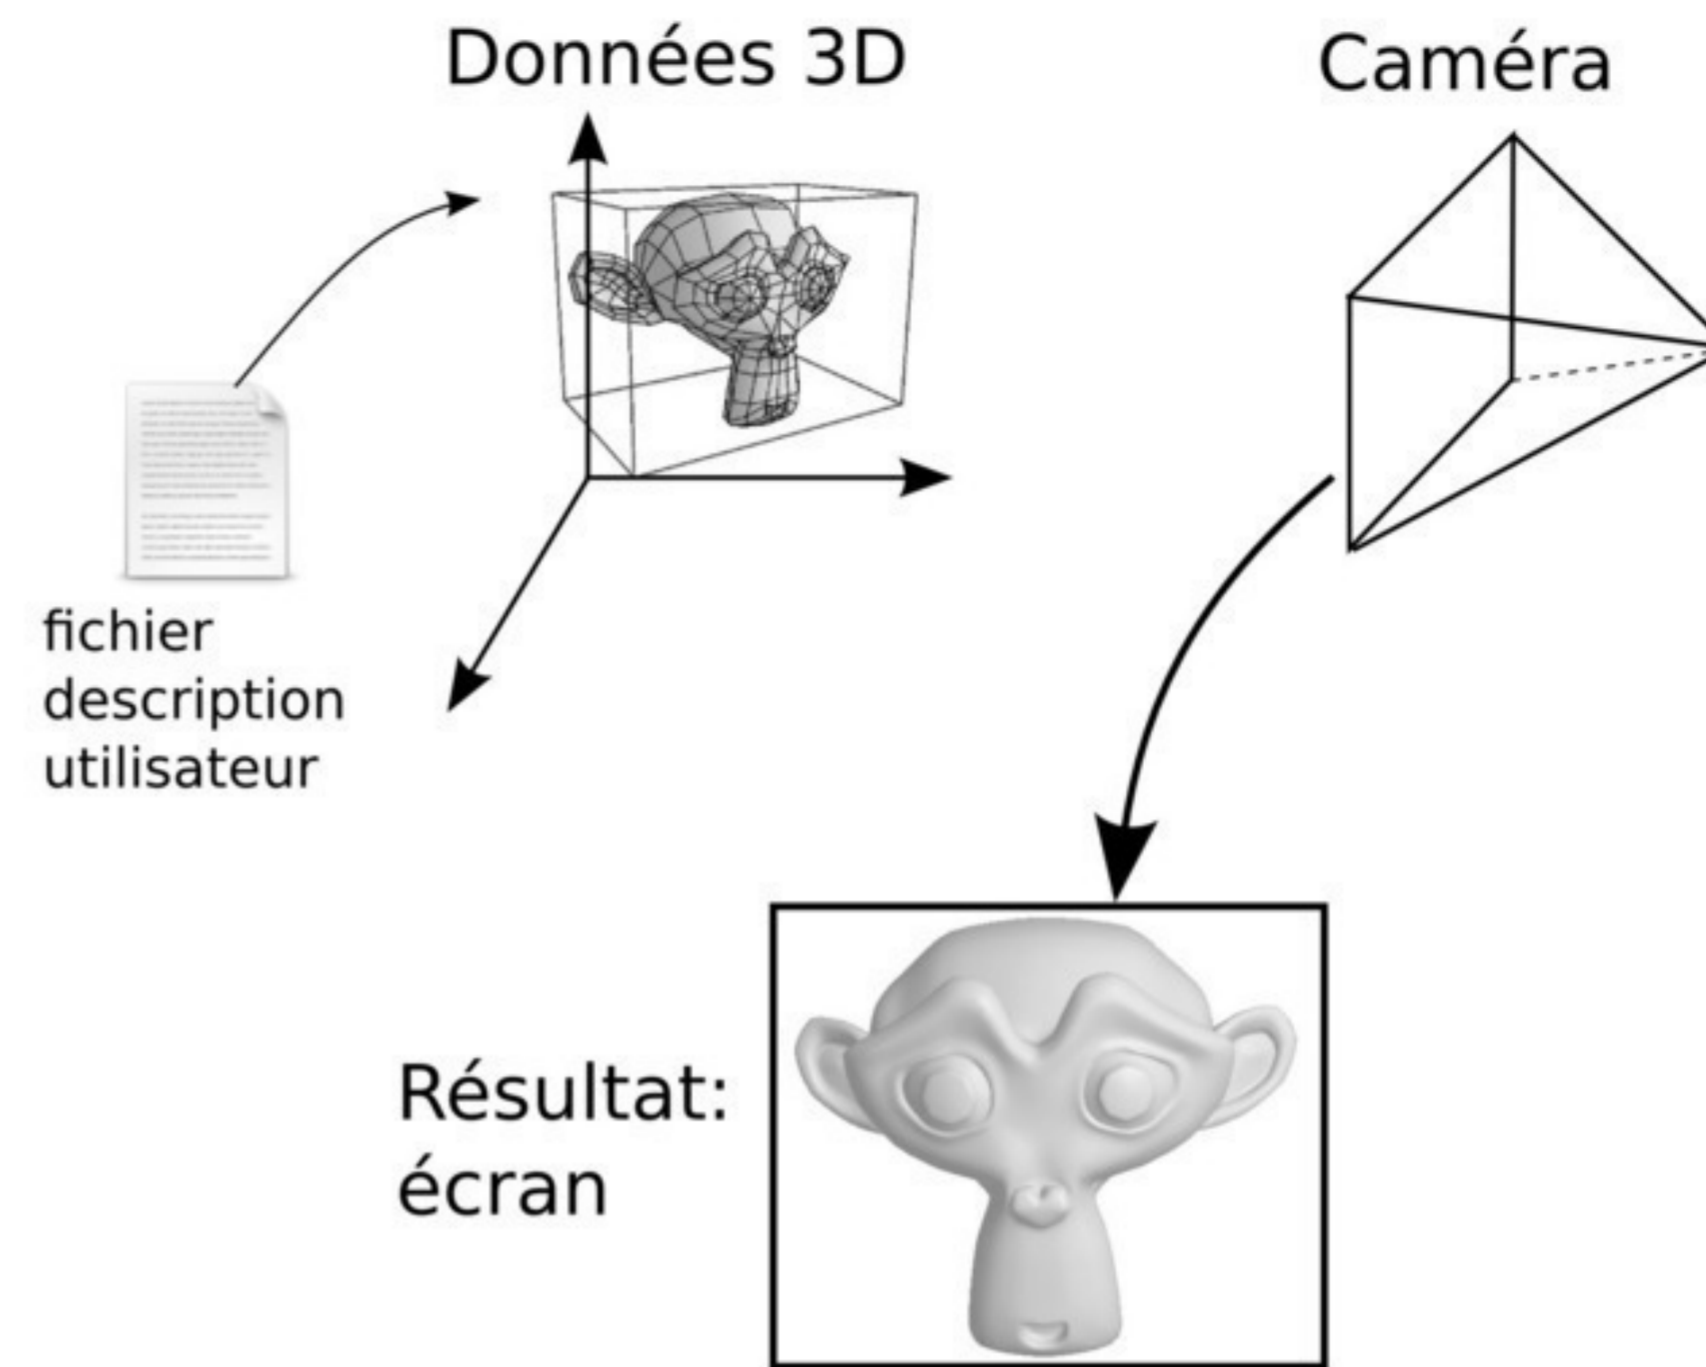 Données 3D
Caméra
fichier
description
utilisateur
Résultat:
écran